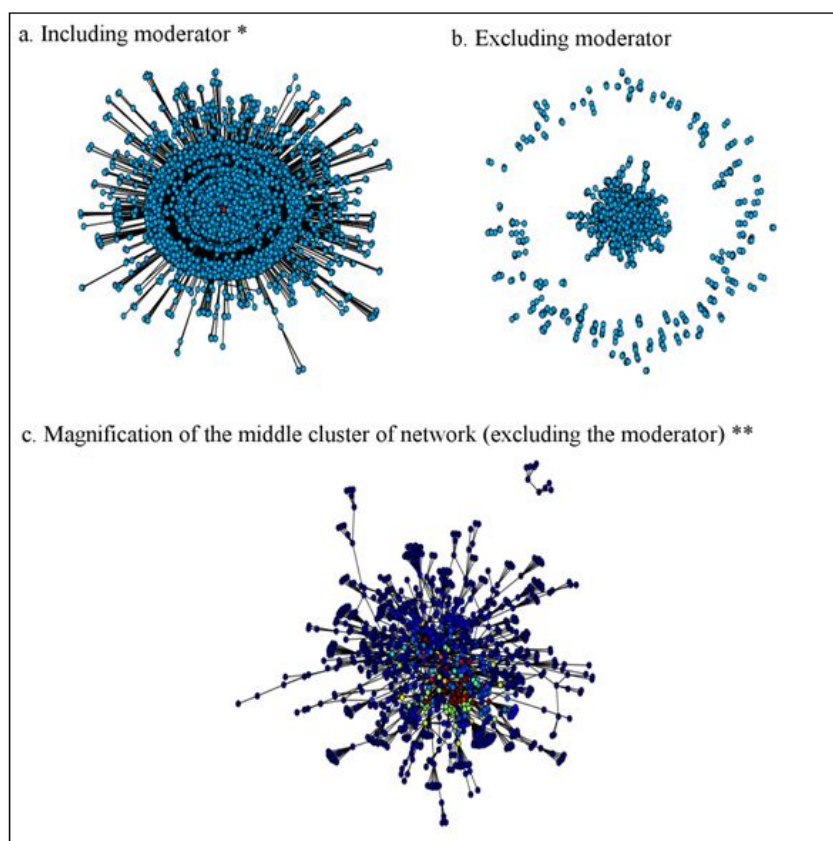 a. Including moderator *
b. Excluding moderator
c. Magnification of the middle cluster of network (excluding the moderator) **